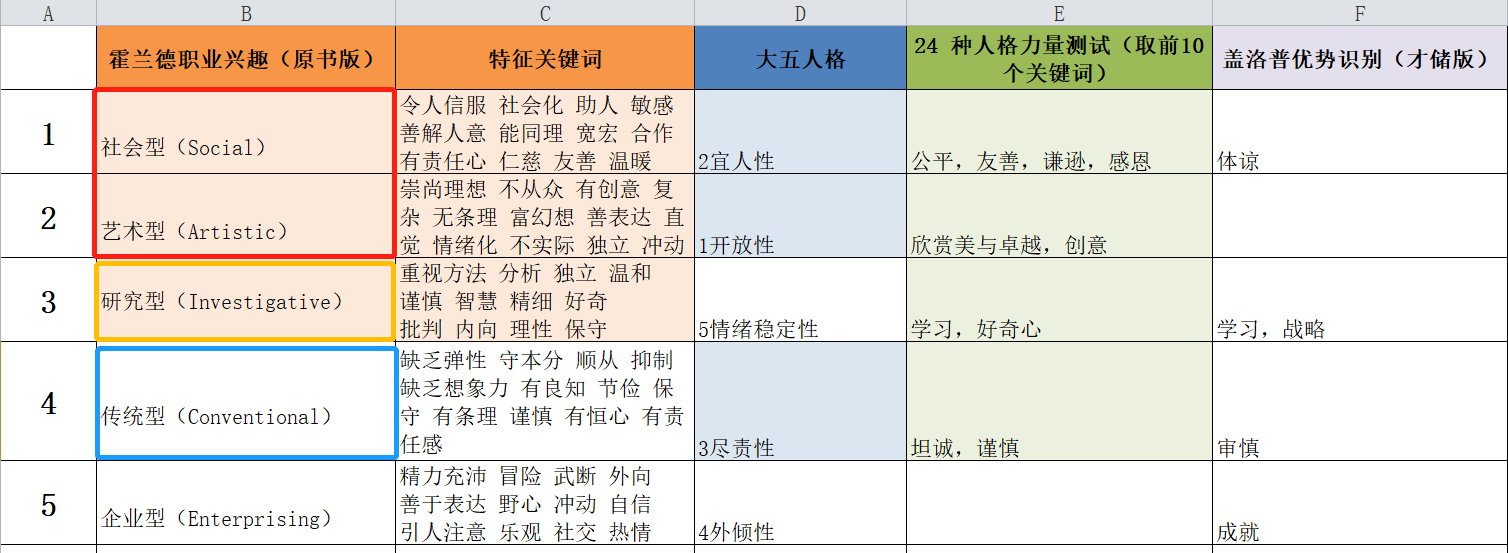 A B C D E F
霍兰德职业兴趣（原书版） 特征关键词 大五人格 24 种人格力量测试（取前10
个关键词） 盖洛普优势识别（才储版）
1
社会型（Social）
令人信服 社会化 助人 敏感
善解人意 能同理 宽宏 合作
有责任心 仁慈 友善 温暖
2宜人性
公平，友善，谦逊，感恩
体谅
2
艺术型（Artistic）
崇尚理想 不从众 有创意 复
杂 无条理 富幻想 善表达 直
觉 情绪化 不实际 独立 冲动
1开放性
欣赏美与卓越，创意
3
研究型（Investigative）
重视方法 分析 独立 温和
谨慎 智慧 精细 好奇
批判 内向 理性 保守
5情绪稳定性
学习，好奇心
学习，战略
4
传统型（Conventional）
缺乏弹性 守本分 顺从 抑制
缺乏想象力 有良知 节俭 保
守 有条理 谨慎 有恒心 有责
任感
3尽责性
坦诚，谨慎
审慎
5
企业型（Enterprising）
精力充沛 冒险 武断 外向
善于表达 野心 冲动 自信
引人注意 乐观 社交 热情
4外倾性
成就